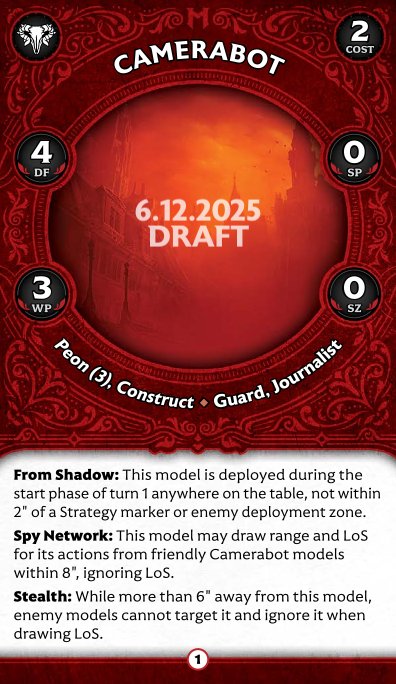 CAMERABOT
2
COST
4
DF
0
SP
6.12.2025
DRAFT
3
WP
0
SZ
Peon (3), Construct ◆ Guard, Journalist
From Shadow: This model is deployed during the
start phase of turn 1 anywhere on the table, not within
2" of a Strategy marker or enemy deployment zone.
Spy Network: This model may draw range and LoS
for its actions from friendly Camerabot models
within 8", ignoring LoS.
Stealth: While more than 6" away from this model,
enemy models cannot target it and ignore it when
drawing LoS.
1